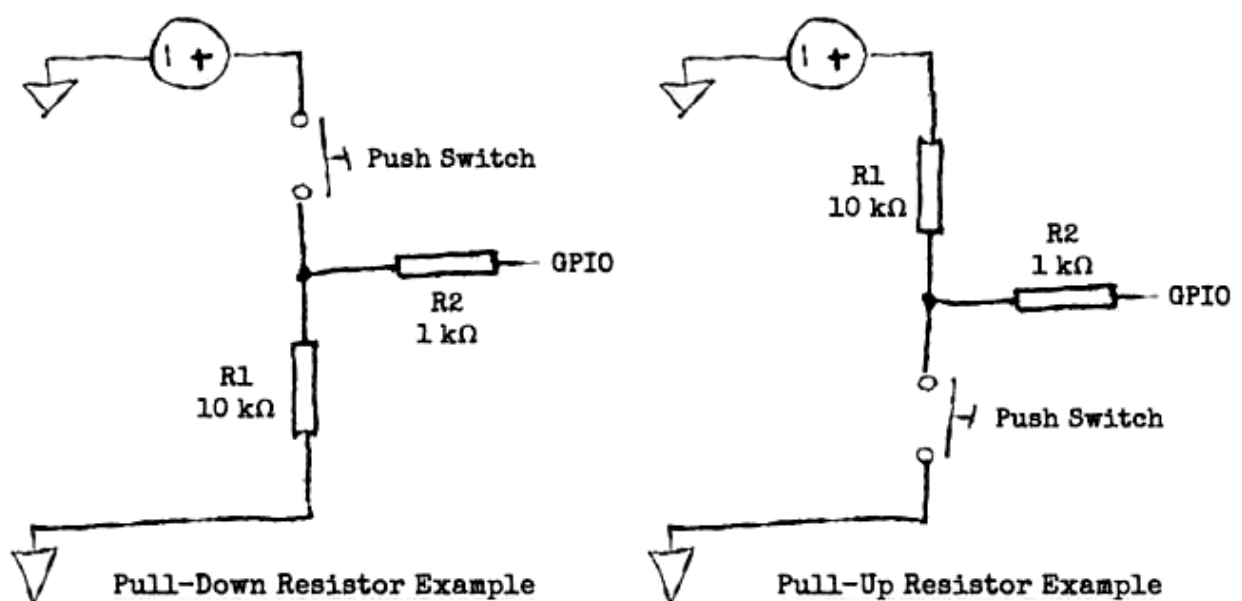 Push Switch
R2
1 kΩ
GPIO
R1
10 kΩ
Pull-Down Resistor Example
R1
10 kΩ
R2
1 kΩ
GPIO
Push Switch
Pull-Up Resistor Example